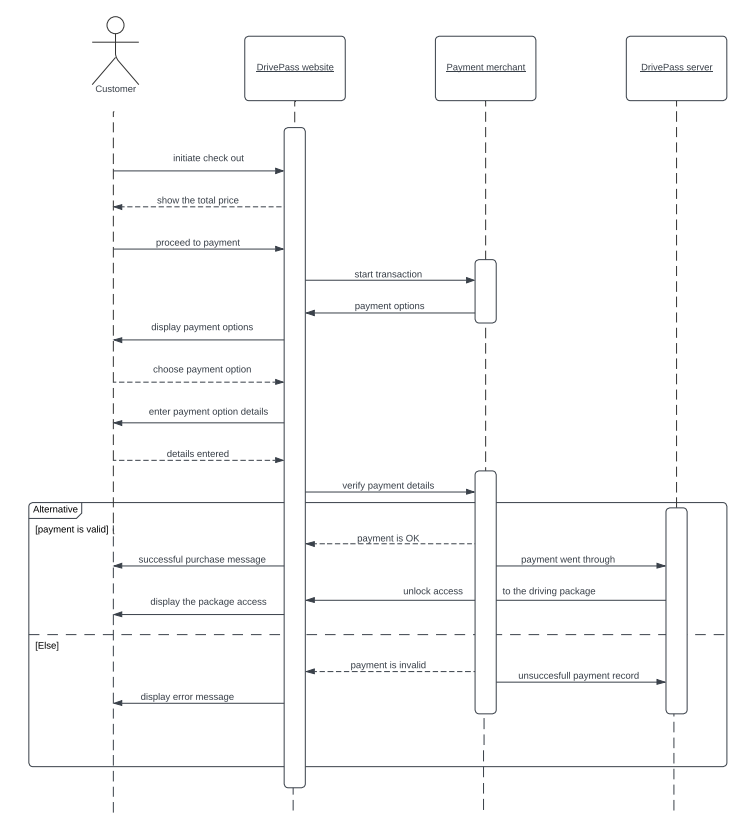 Customer
DrivePass website
Payment merchant
DrivePass server
initiate check out
show the total price
proceed to payment
start transaction
payment options
display payment options
choose payment option
enter payment option details
details entered
verify payment details
Alternative
[payment is valid]
payment is OK
successful purchase message
payment went through
unlock access to the driving package
display the package access
[Else]
payment is invalid
unsuccesfull payment record
display error message